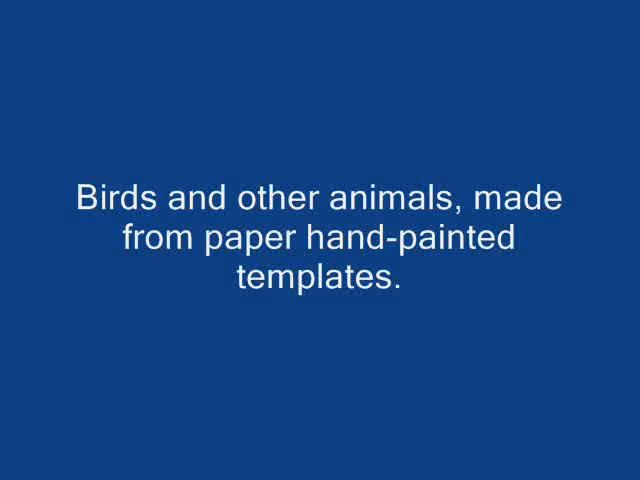 Birds and other animals, made
from paper hand-painted
templates.